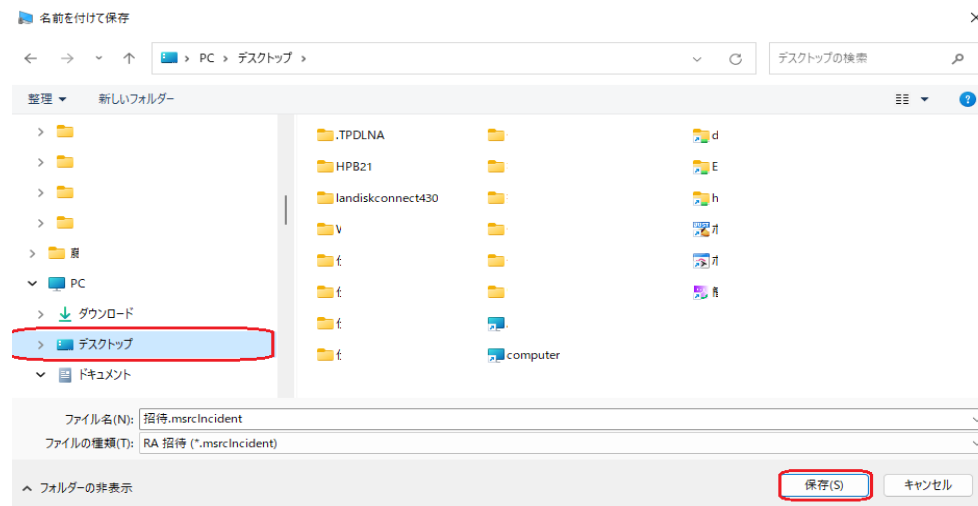 名前を付けて保存
PC > デスクトップ >
デスクトップの検索
整理 新しいフォルダー
.TPDLNA
HPB21
landiskconnect430
computer
PC
ダウンロード
デスクトップ
ドキュメント
ファイル名(N): 招待.msrcIncident
ファイルの種類(T): RA 招待 (*.msrcIncident)
フォルダーの非表示
保存(S) キャンセル